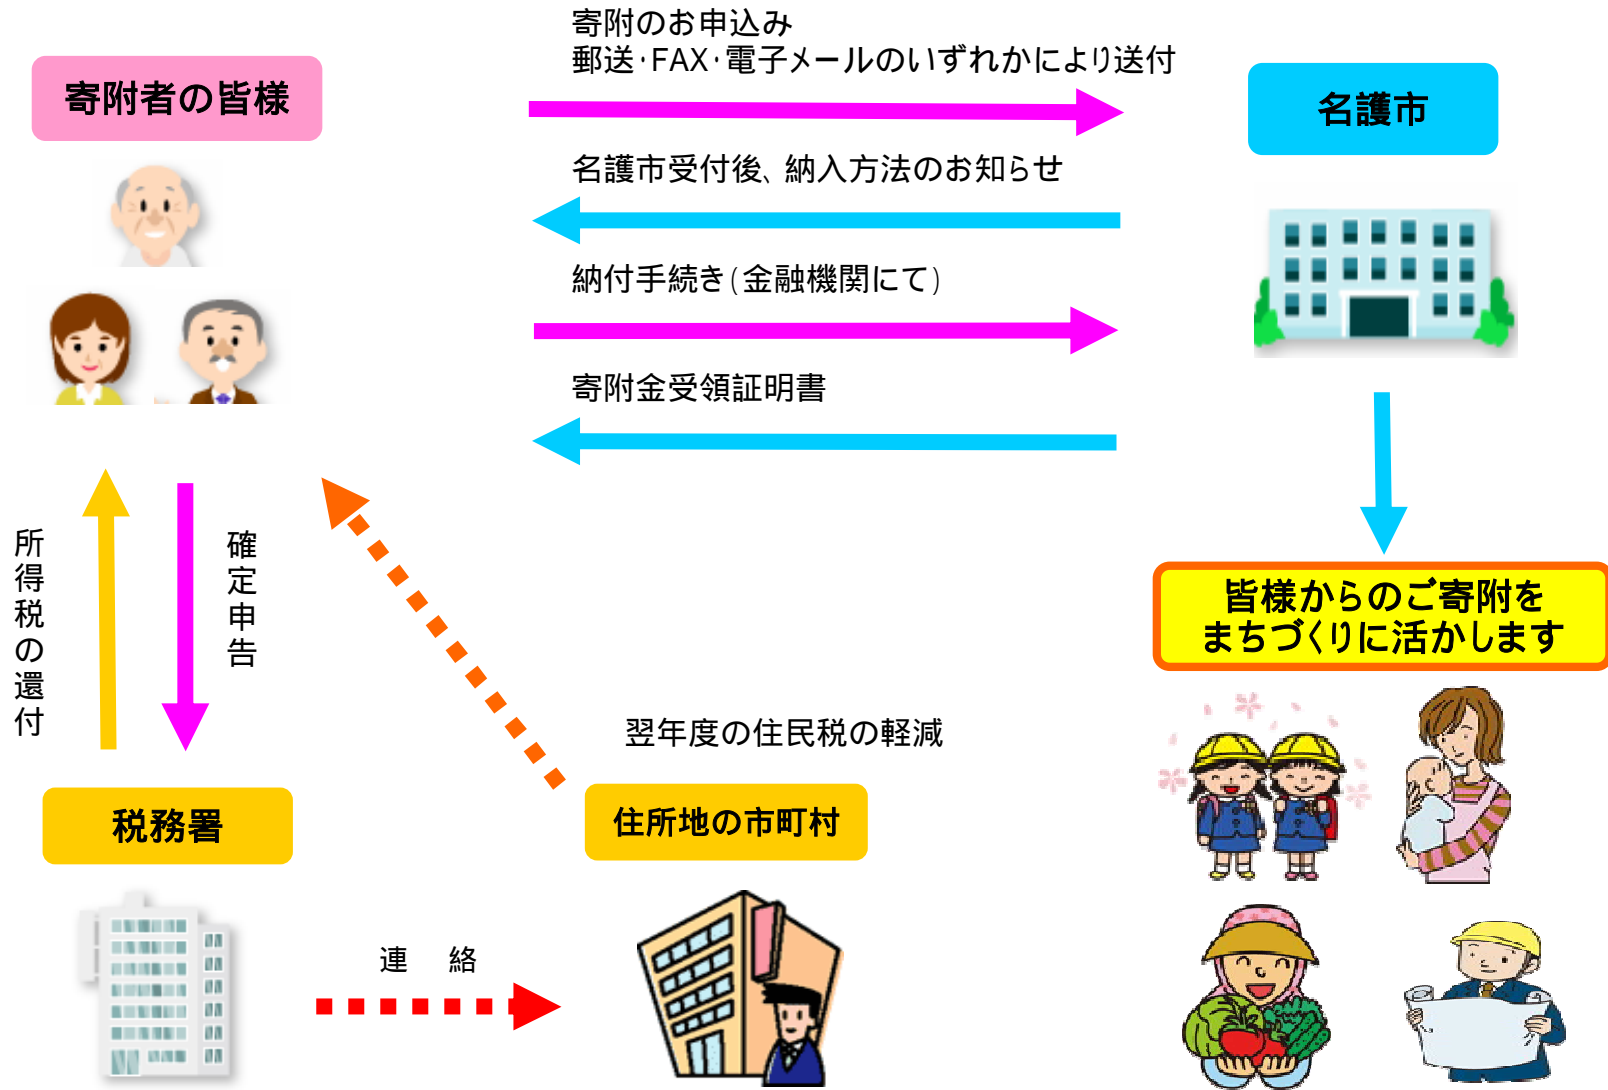 寄附のお申込み
郵送・FAX・電子メールのいずれかにより送付
寄附者の皆様
名護市
名護市受付後、納入方法のお知らせ
納付手続き(金融機関にて)
寄附金受領証明書
所得税の還付
確定申告
皆様からのご寄附を
まちづくりに活かします
翌年度の住民税の軽減
税務署
住所地の市町村
連 絡